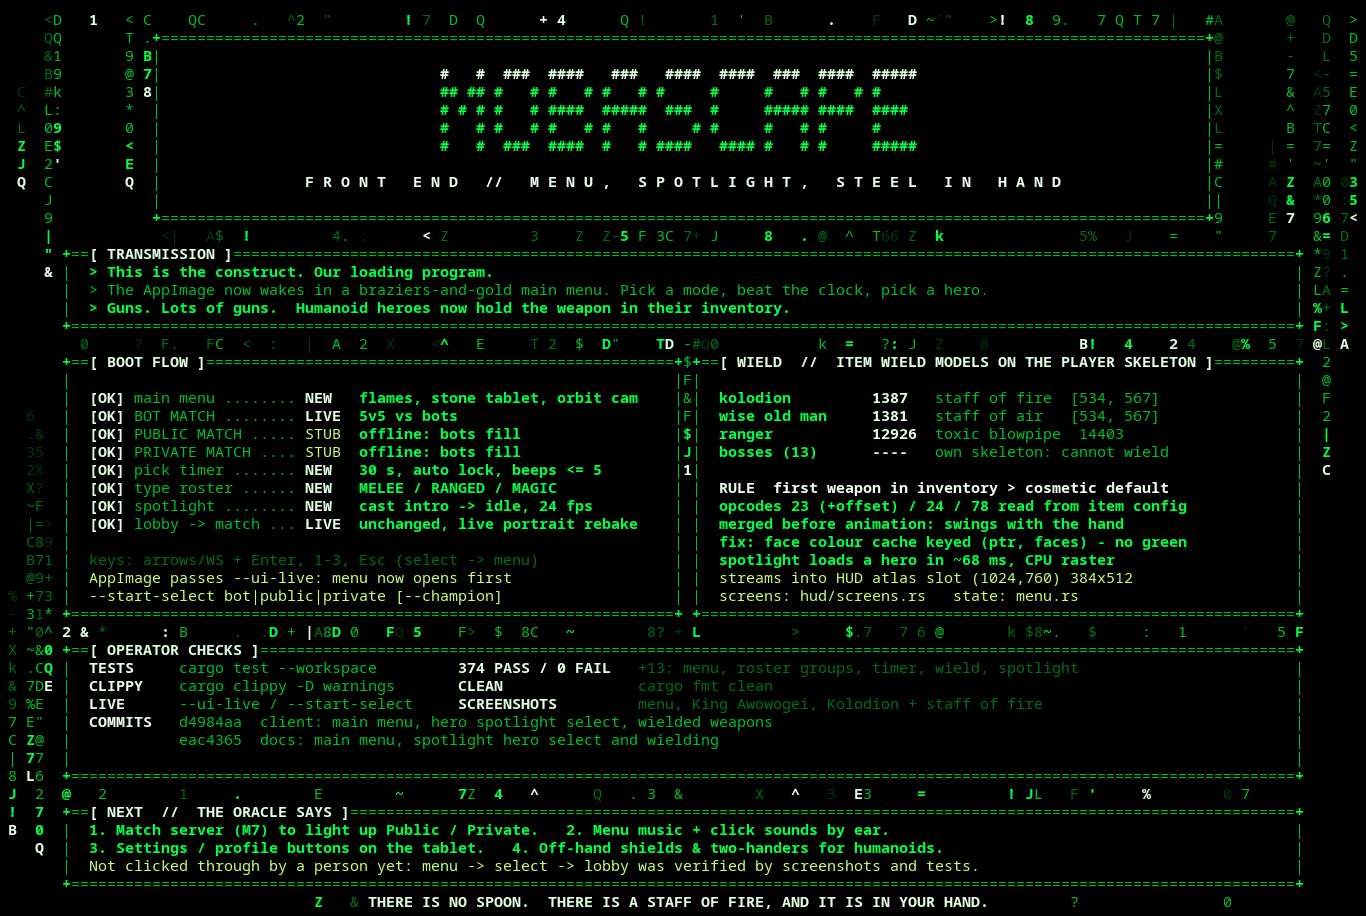 MOBASCAPE
FRONT END // MENU, SPOTLIGHT, STEEL IN HAND
[ TRANSMISSION ]
> This is the construct. Our loading program.
> The AppImage now wakes in a braziers-and-gold main menu. Pick a mode, beat the clock, pick a hero.
> Guns. Lots of guns.  Humanoid heroes now hold the weapon in their inventory.
[ BOOT FLOW ]
[OK] main menu ........ NEW   flames, stone tablet, orbit cam
[OK] BOT MATCH ........ LIVE  5v5 vs bots
[OK] PUBLIC MATCH ..... STUB  offline: bots fill
[OK] PRIVATE MATCH .... STUB  offline: bots fill
[OK] pick timer ....... NEW   30 s, auto lock, beeps <= 5
[OK] type roster ...... NEW   MELEE / RANGED / MAGIC
[OK] spotlight ........ NEW   cast intro -> idle, 24 fps
[OK] lobby -> match ... LIVE  unchanged, live portrait rebake
keys: arrows/WS + Enter, 1-3, Esc (select -> menu)
AppImage passes --ui-live: menu now opens first
--start-select bot|public|private [--champion]
[ WIELD  //  ITEM WIELD MODELS ON THE PLAYER SKELETON ]
kolodion         1387   staff of fire  [534, 567]
wise old man     1381   staff of air   [534, 567]
ranger           12926  toxic blowpipe  14403
bosses (13)      ----   own skeleton: cannot wield
RULE  first weapon in inventory > cosmetic default
opcodes 23 (+offset) / 24 / 78 read from item config
merged before animation: swings with the hand
fix: face colour cache keyed (ptr, faces) - no green
spotlight loads a hero in ~68 ms, CPU raster
streams into HUD atlas slot (1024,760) 384x512
screens: hud/screens.rs   state: menu.rs
[ OPERATOR CHECKS ]
TESTS     cargo test --workspace         374 PASS / 0 FAIL   +13: menu, roster groups, timer, wield, spotlight
CLIPPY    cargo clippy -D warnings       CLEAN               cargo fmt clean
LIVE      --ui-live / --start-select     SCREENSHOTS         menu, King Awowogei, Kolodion + staff of fire
COMMITS   d4984aa  client: main menu, hero spotlight select, wielded weapons
eac4365  docs: main menu, spotlight hero select and wielding
[ NEXT  //  THE ORACLE SAYS ]
1. Match server (M7) to light up Public / Private.   2. Menu music + click sounds by ear.
3. Settings / profile buttons on the tablet.   4. Off-hand shields & two-handers for humanoids.
Not clicked through by a person yet: menu -> select -> lobby was verified by screenshots and tests.
THERE IS NO SPOON.  THERE IS A STAFF OF FIRE, AND IT IS IN YOUR HAND.